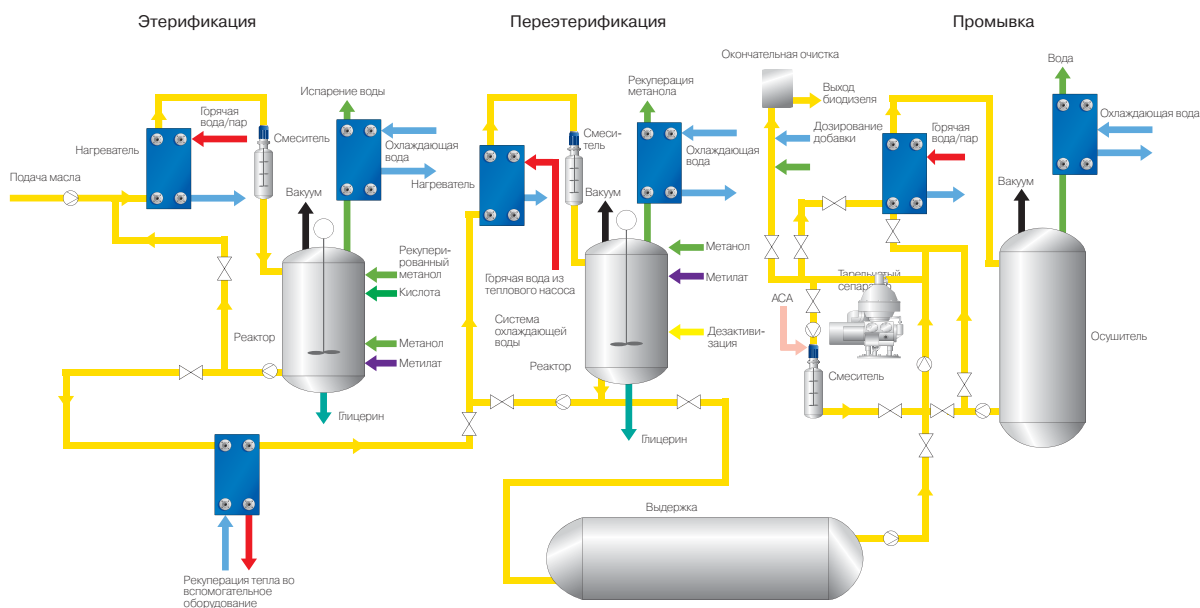 Этерификация
Переэтерификация
Промывка
Подача масла
Нагреватель
Горячая
вода/пар
Смеситель
Испарение воды
Охлаждающая
вода
Вакуум
Рекупери-
рованный
метанол
Кислота
Метанол
Метилат
Реактор
Глицерин
Рекуперация тепла во
вспомогательное
оборудование
Нагреватель
Смеси-
тель
Рекуперация
метанола
Охлаждающая
вода
Вакуум
Горячая вода из
теплового насоса
Система
охлаждающей
воды
Метанол
Метилат
Дезактиви-
зация
Реактор
Глицерин
Выдержка
Окончательная очистка
Выход
биодизеля
Дозирование
добавки
Горячая
вода/пар
Вода
Охлаждающая вода
Вакуум
Тарельчатый
сепаратор
АСА
Смеситель
Осушитель